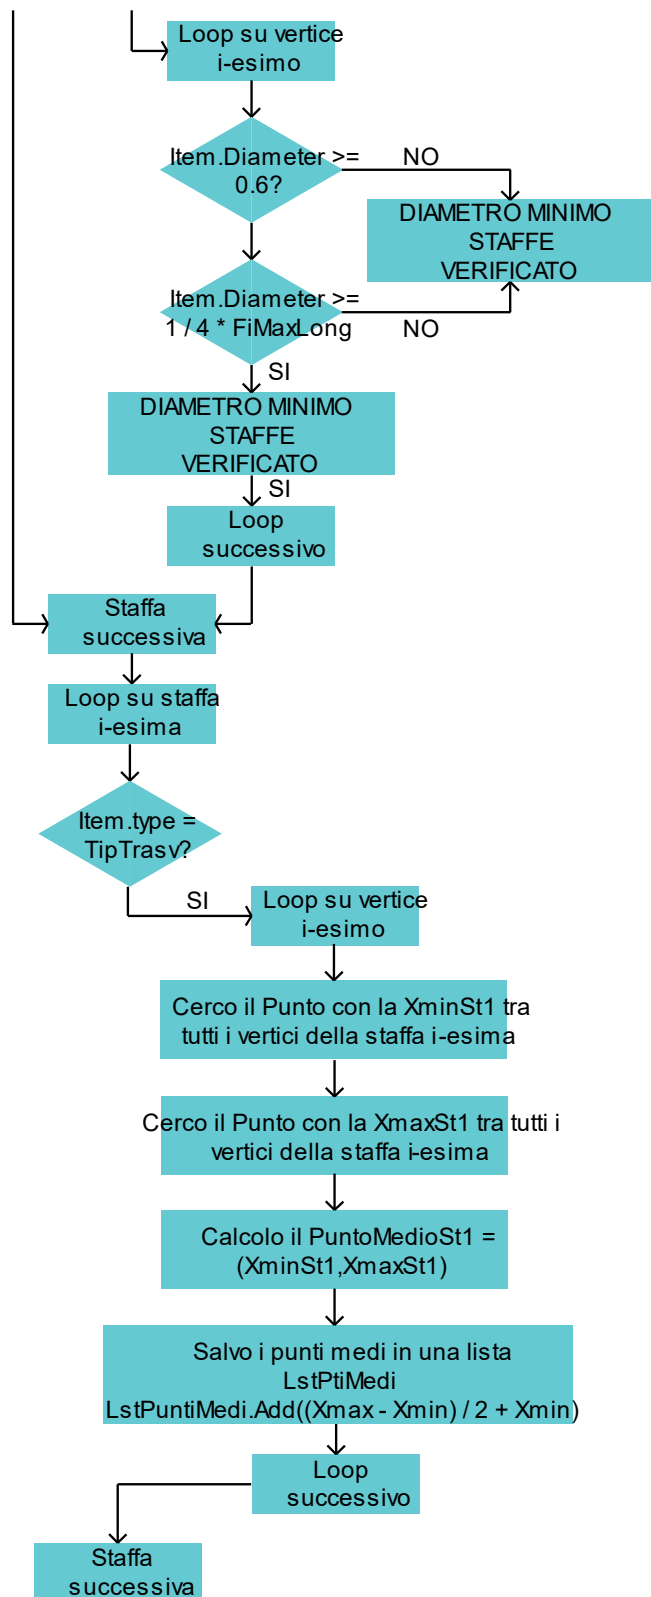 Loop su vertice
i-esimo
Item.Diameter >=
0.6?
NO
DIAMETRO MINIMO
STAFFE
VERIFICATO
Item.Diameter >=
1 / 4 * FiMaxLong
NO
SI
DIAMETRO MINIMO
STAFFE
VERIFICATO
SI
Loop
successivo
Staffa
successiva
Loop su staffa
i-esima
Item.type =
TipTrasv?
SI
Loop su vertice
i-esimo
Cerco il Punto con la XminSt1 tra
tutti i vertici della staffa i-esima
Cerco il Punto con la XmaxSt1 tra tutti i
vertici della staffa i-esima
Calcolo il PuntoMedioSt1 =
(XminSt1,XmaxSt1)
Salvo i punti medi in una lista
LstPtiMedi
LstPuntiMedi.Add((Xmax - Xmin) / 2 + Xmin)
Loop
successivo
Staffa
successiva